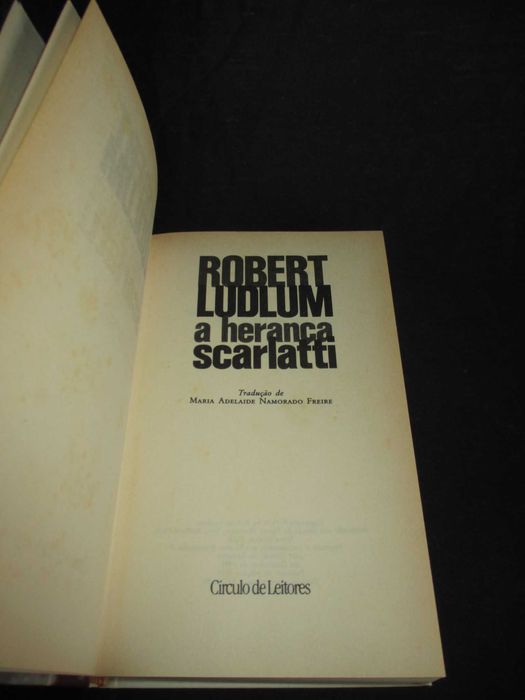 ROBERT
LUDLUM
a herança
scarlatti
Tradução de
MARIA ADELAIDE NAMORADO FREIRE
Círculo de Leitores